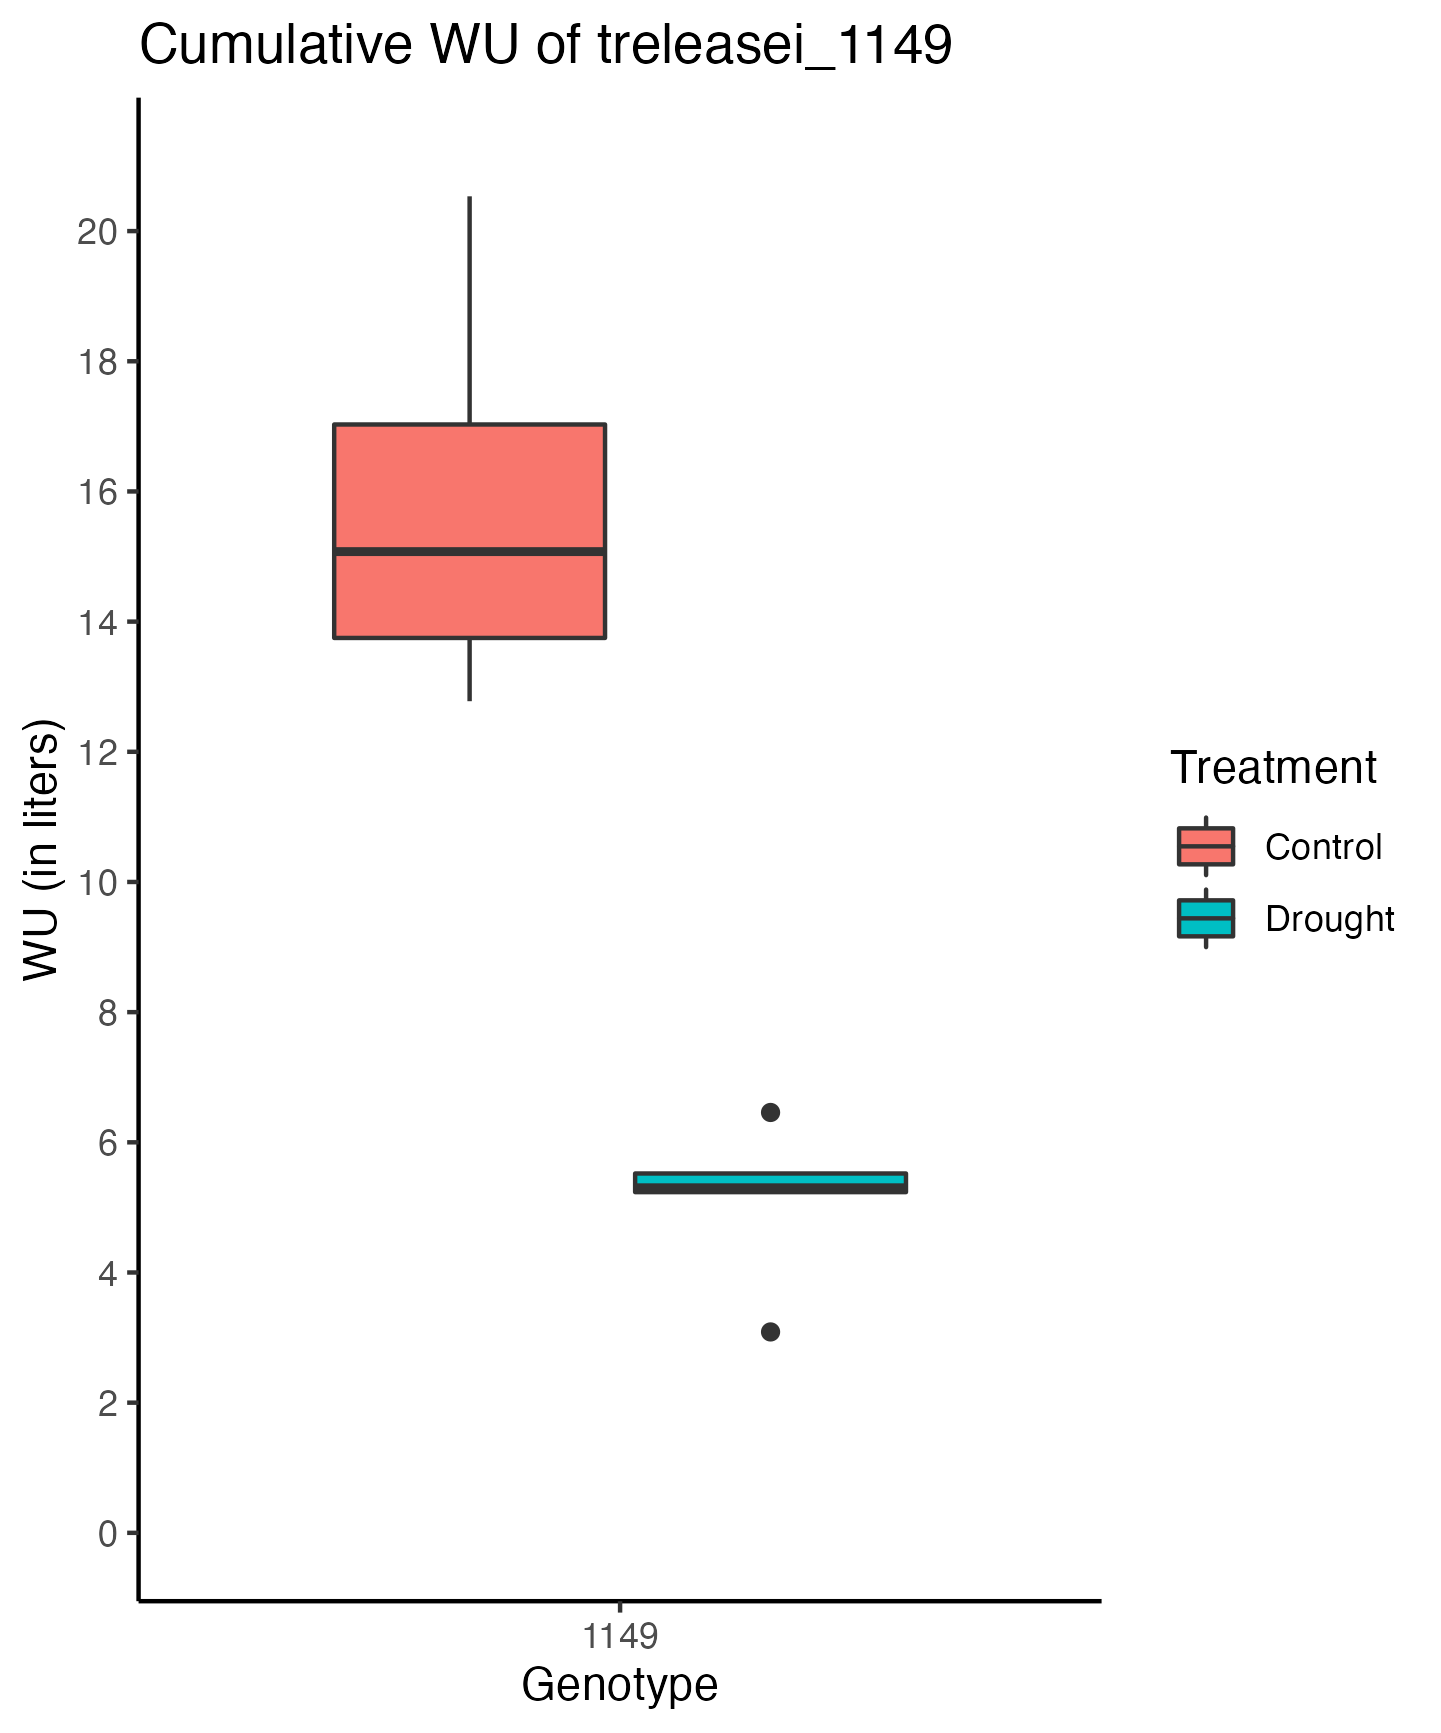 Cumulative WU of treleasei_1149
WU (in liters)
20
18
16
14
12
10
8
6
4
2
0
1149
Genotype
Treatment
Control
Drought